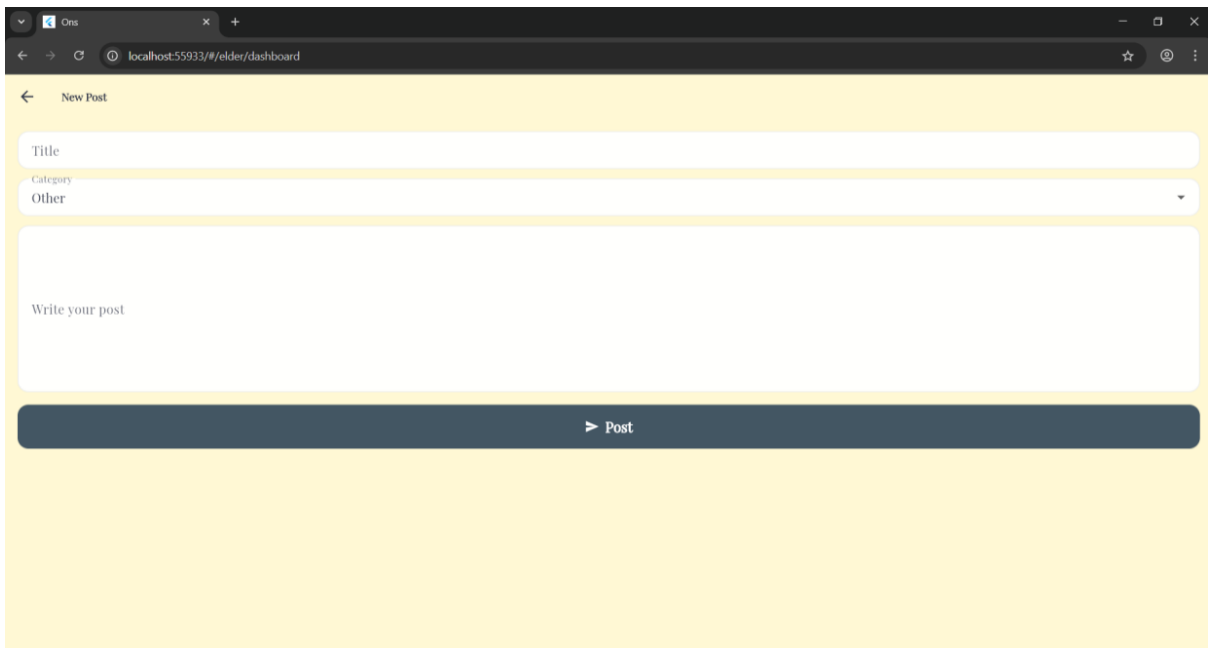 Ons
localhost:55933/#/elder/dashboard
New Post
Title
Category
Other
Write your post
Post